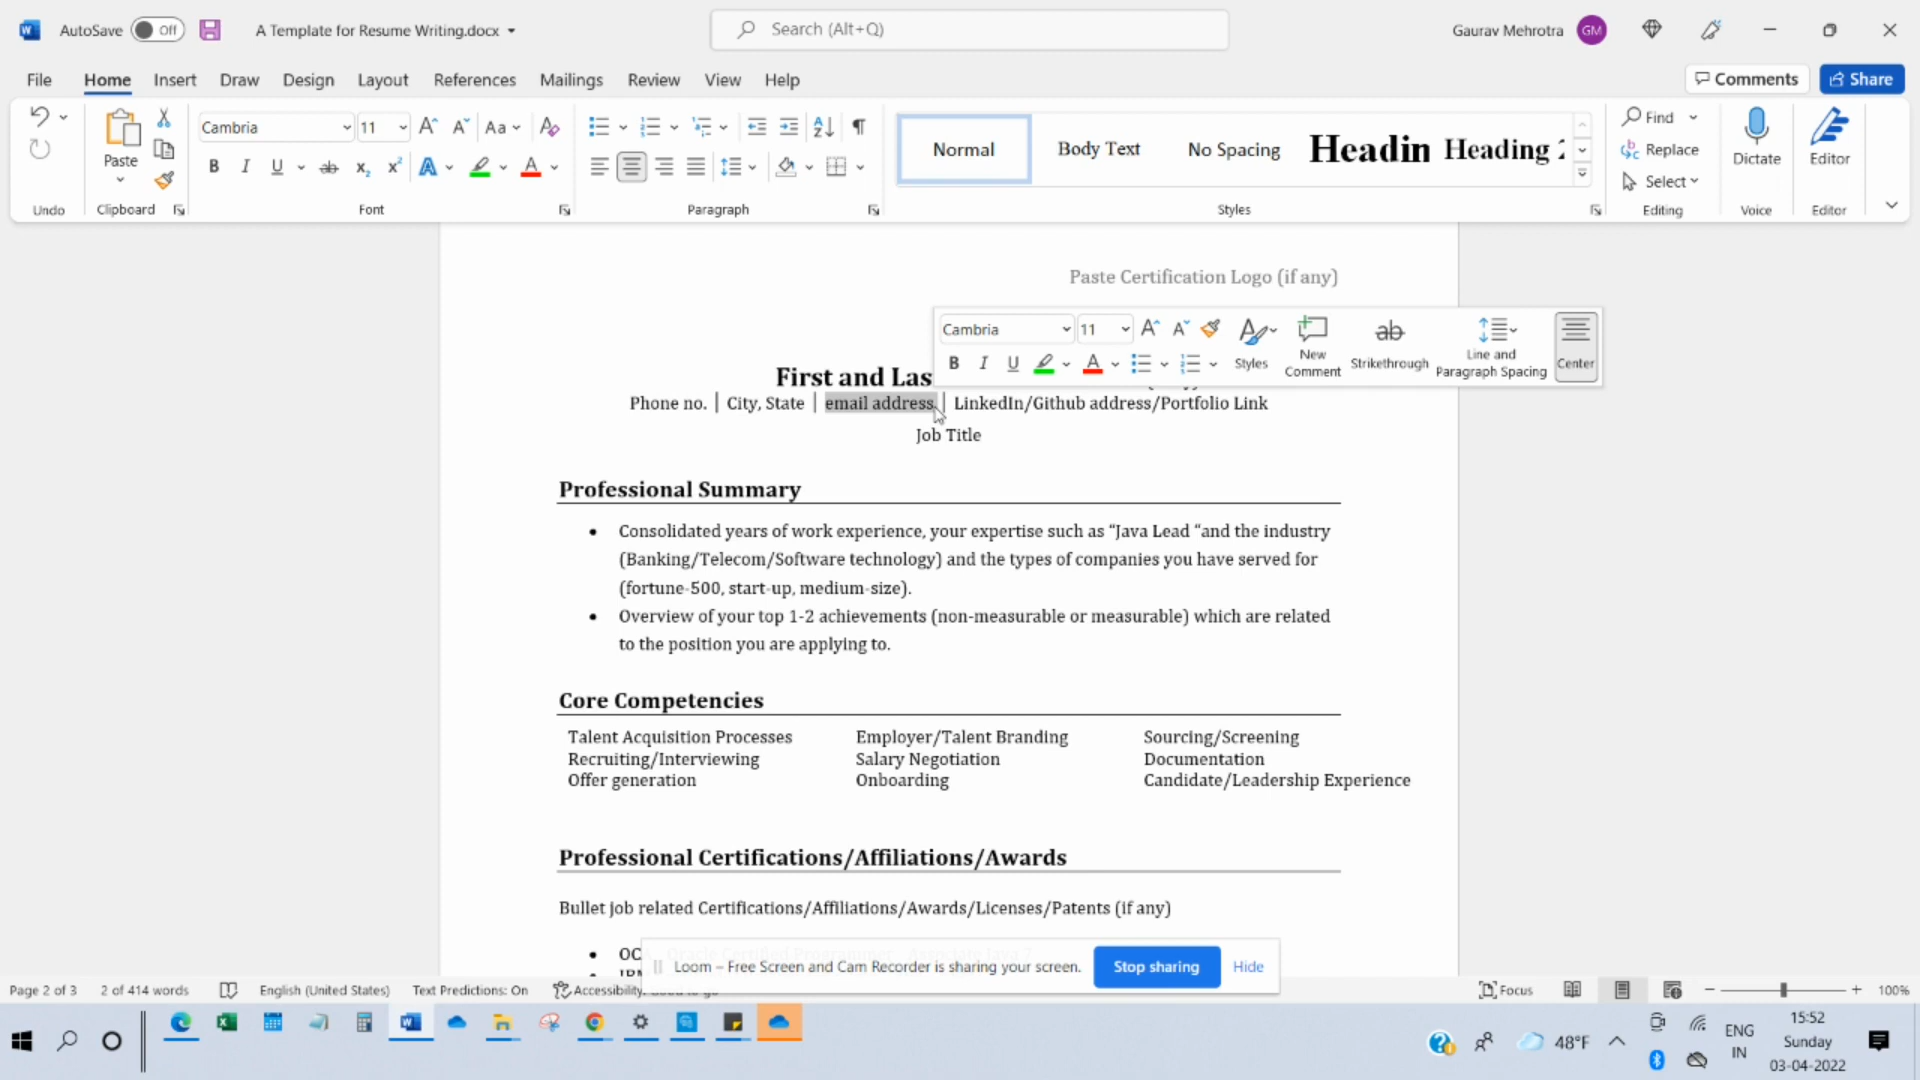 AutoSave Off A Template for Resume Writing.docx Search (Alt+Q) Gaurav Mehrotra GM
File Home Insert Draw Design Layout References Mailings Review View Help Comments Share
Paste Cambria 11 Aa Normal Body Text No Spacing Headin Heading Find Replace Select Dictate Editor
Undo Clipboard Font Paragraph Styles Editing Voice Editor
Paste Certification Logo (if any)
Cambria 11 Styles New Comment Strikethrough Line and Paragraph Spacing Center
First and Las
Phone no. | City, State | email address | LinkedIn/Github address/Portfolio Link
Job Title
Professional Summary
• Consolidated years of work experience, your expertise such as “Java Lead “and the industry
(Banking/Telecom/Software technology) and the types of companies you have served for
(fortune-500, start-up, medium-size).
• Overview of your top 1-2 achievements (non-measurable or measurable) which are related
to the position you are applying to.
Core Competencies
Talent Acquisition Processes Employer/Talent Branding Sourcing/Screening
Recruiting/Interviewing Salary Negotiation Documentation
Offer generation Onboarding Candidate/Leadership Experience
Professional Certifications/Affiliations/Awards
Bullet job related Certifications/Affiliations/Awards/Licenses/Patents (if any)
Loom – Free Screen and Cam Recorder is sharing your screen. Stop sharing Hide
Page 2 of 3 2 of 414 words English (United States) Text Predictions: On Accessibility: Good to go Focus 100%
48°F ENG IN 15:52 Sunday 03-04-2022